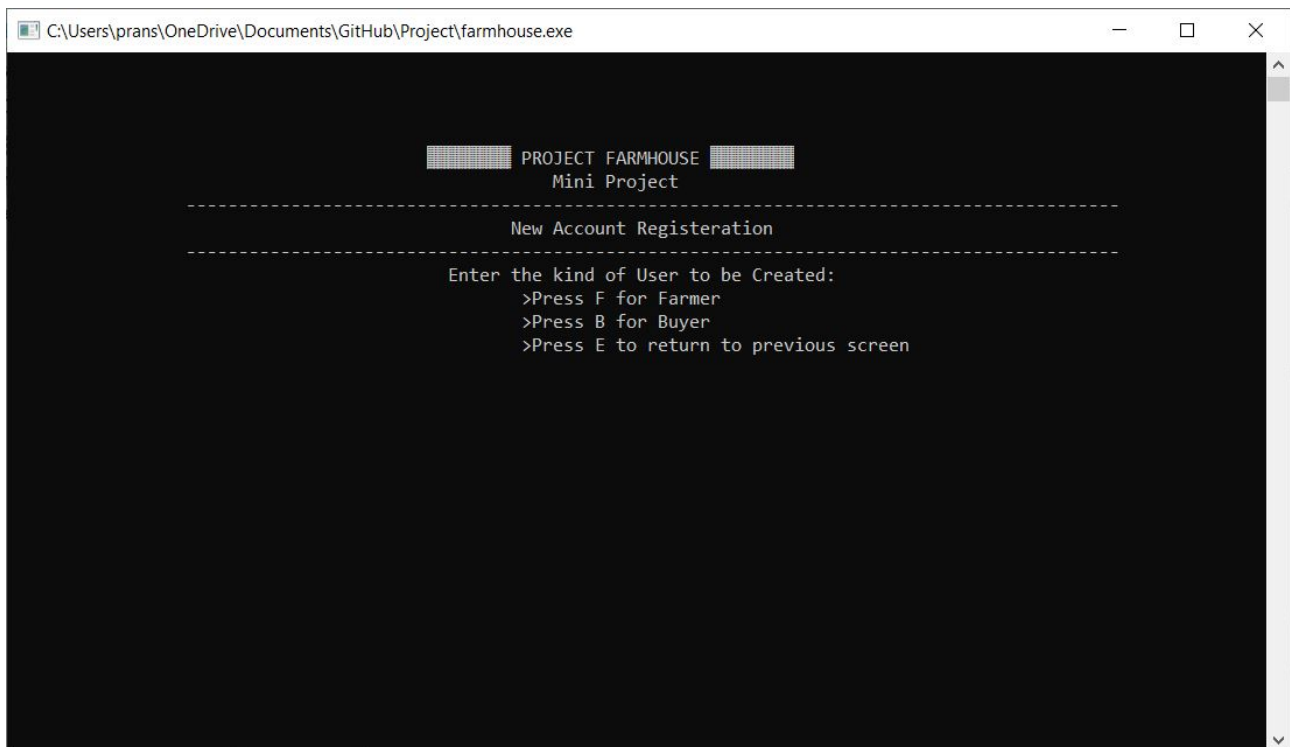 C:\Users\prans\OneDrive\Documents\GitHub\Project\farmhouse.exe
PROJECT FARMHOUSE
Mini Project
-----------------------------------------------------------------------------------------
New Account Registeration
-----------------------------------------------------------------------------------------
Enter the kind of User to be Created:
>Press F for Farmer
>Press B for Buyer
>Press E to return to previous screen